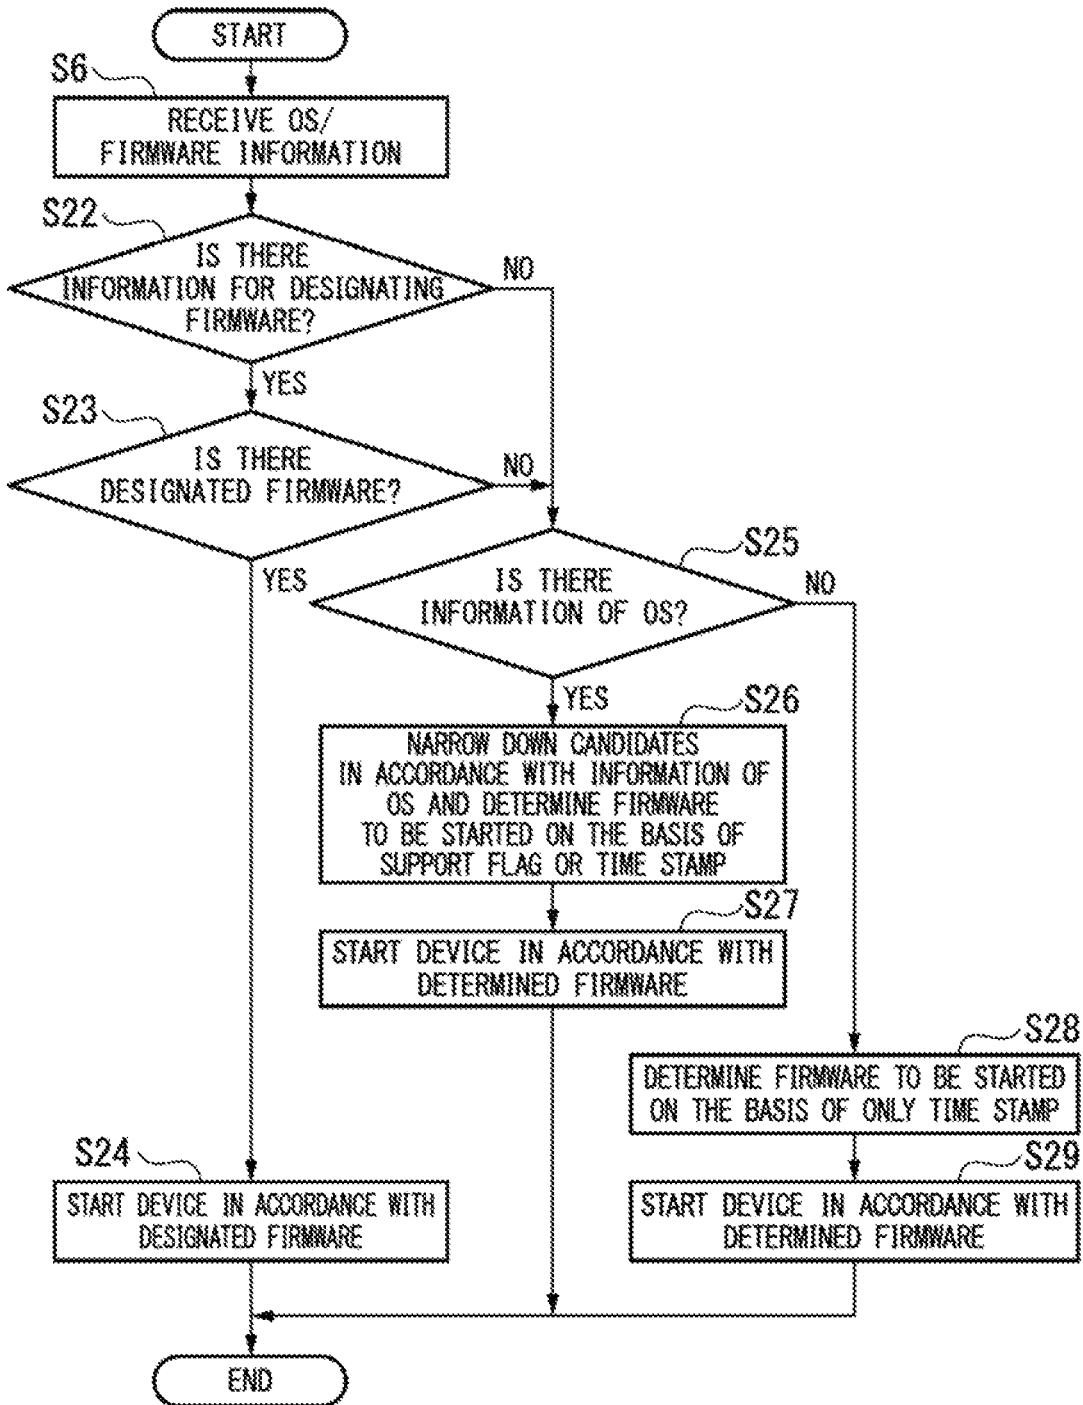 START
S6
RECEIVE OS/
FIRMWARE INFORMATION
S22
IS THERE
INFORMATION FOR DESIGNATING
FIRMWARE?
NO
YES
S23
IS THERE
DESIGNATED FIRMWARE?
NO
YES
S25
IS THERE
INFORMATION OF OS?
NO
YES
S26
NARROW DOWN CANDIDATES
IN ACCORDANCE WITH INFORMATION OF
OS AND DETERMINE FIRMWARE
TO BE STARTED ON THE BASIS OF
SUPPORT FLAG OR TIME STAMP
S27
START DEVICE IN ACCORDANCE WITH
DETERMINED FIRMWARE
S28
DETERMINE FIRMWARE TO BE STARTED
ON THE BASIS OF ONLY TIME STAMP
S24
START DEVICE IN ACCORDANCE WITH
DESIGNATED FIRMWARE
S29
START DEVICE IN ACCORDANCE WITH
DETERMINED FIRMWARE
END